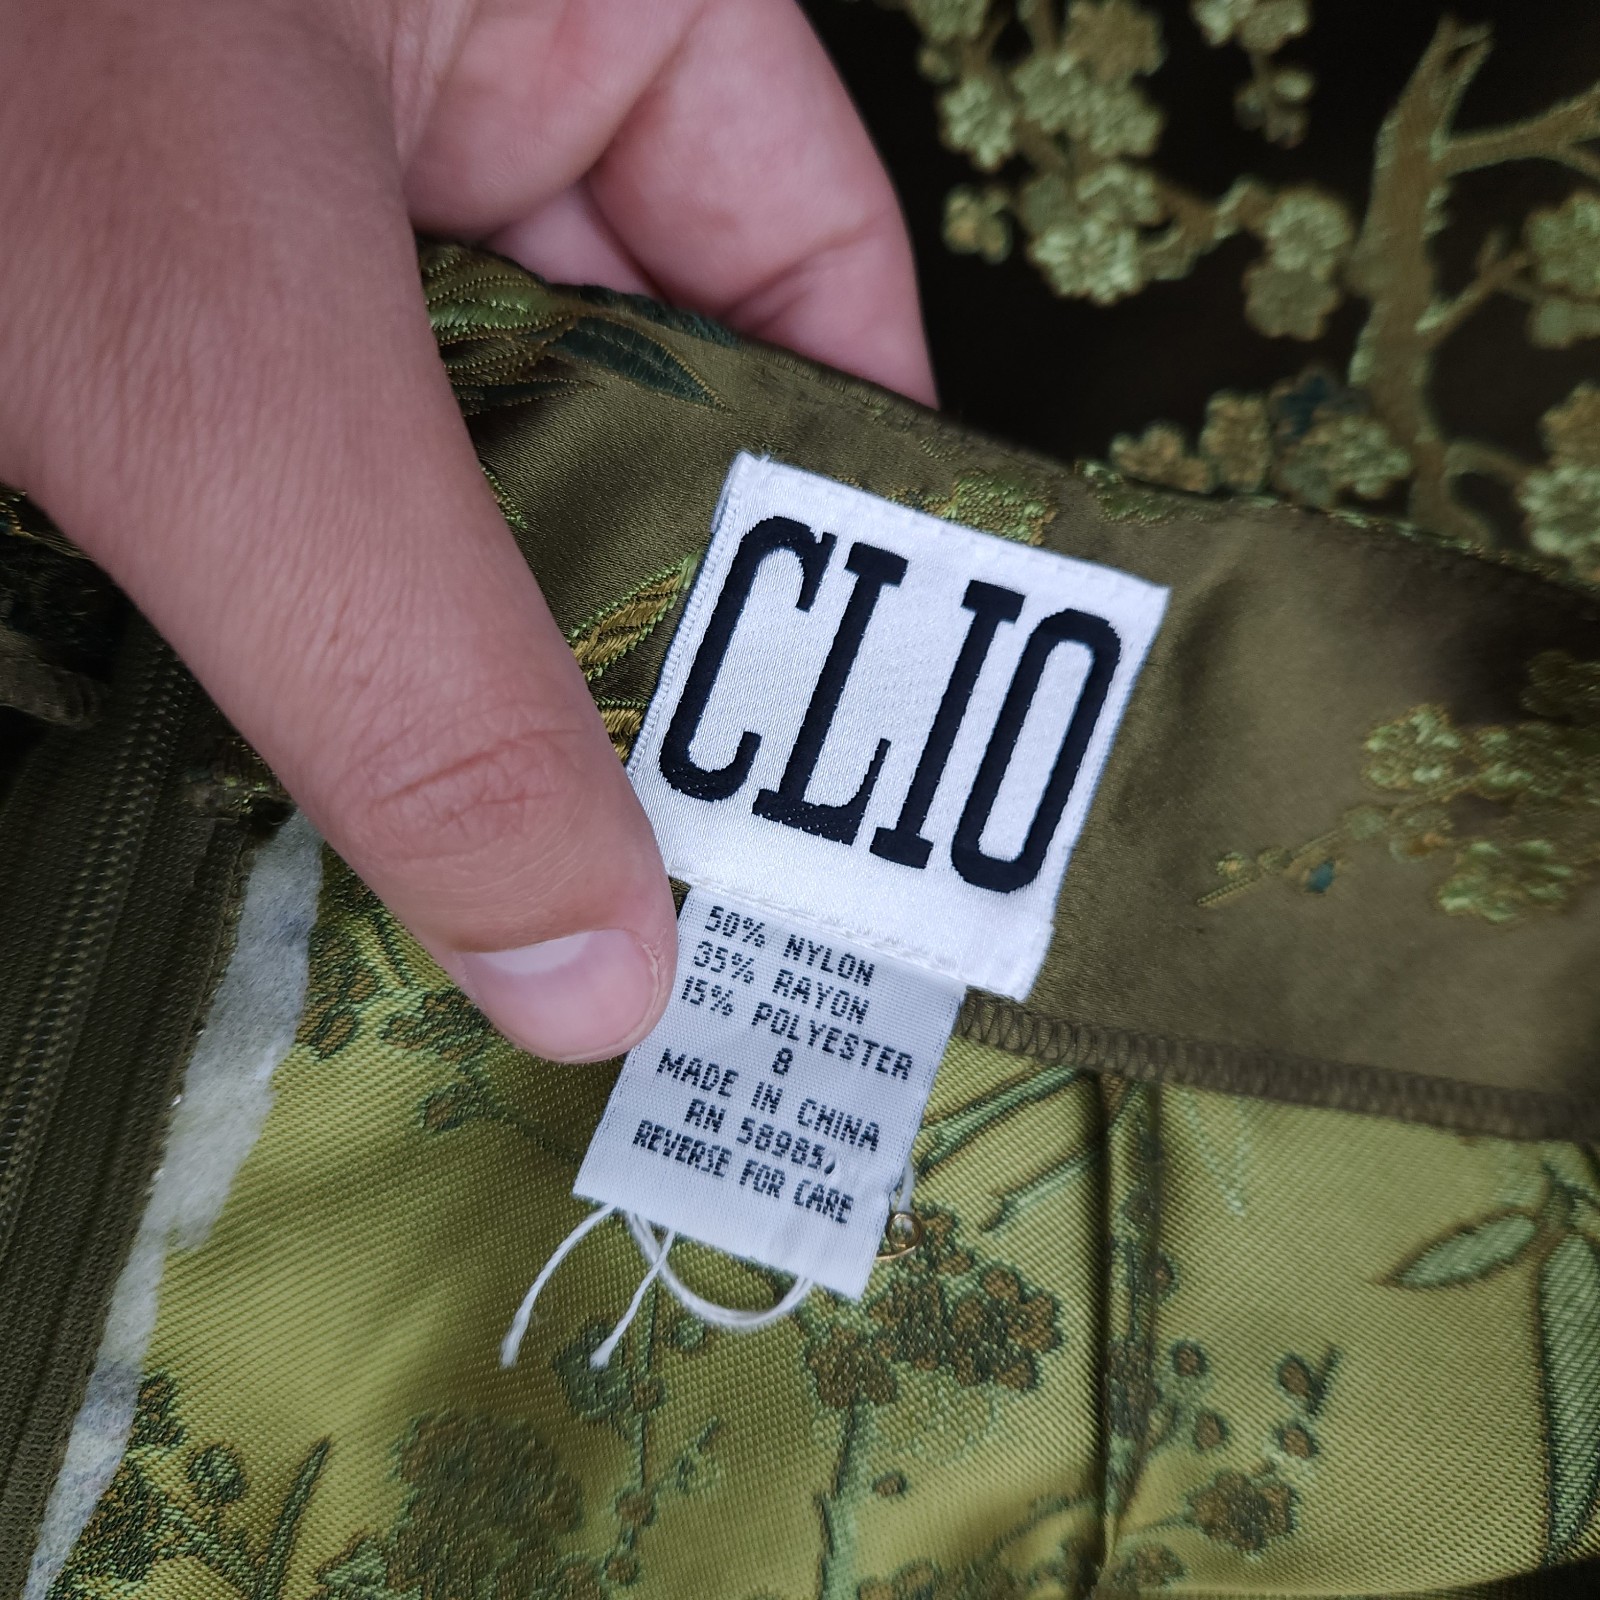 CLIO
50% NYLON
35% RAYON
15% POLYESTER
8
MADE IN CHINA
RN 58985
REVERSE FOR CARE